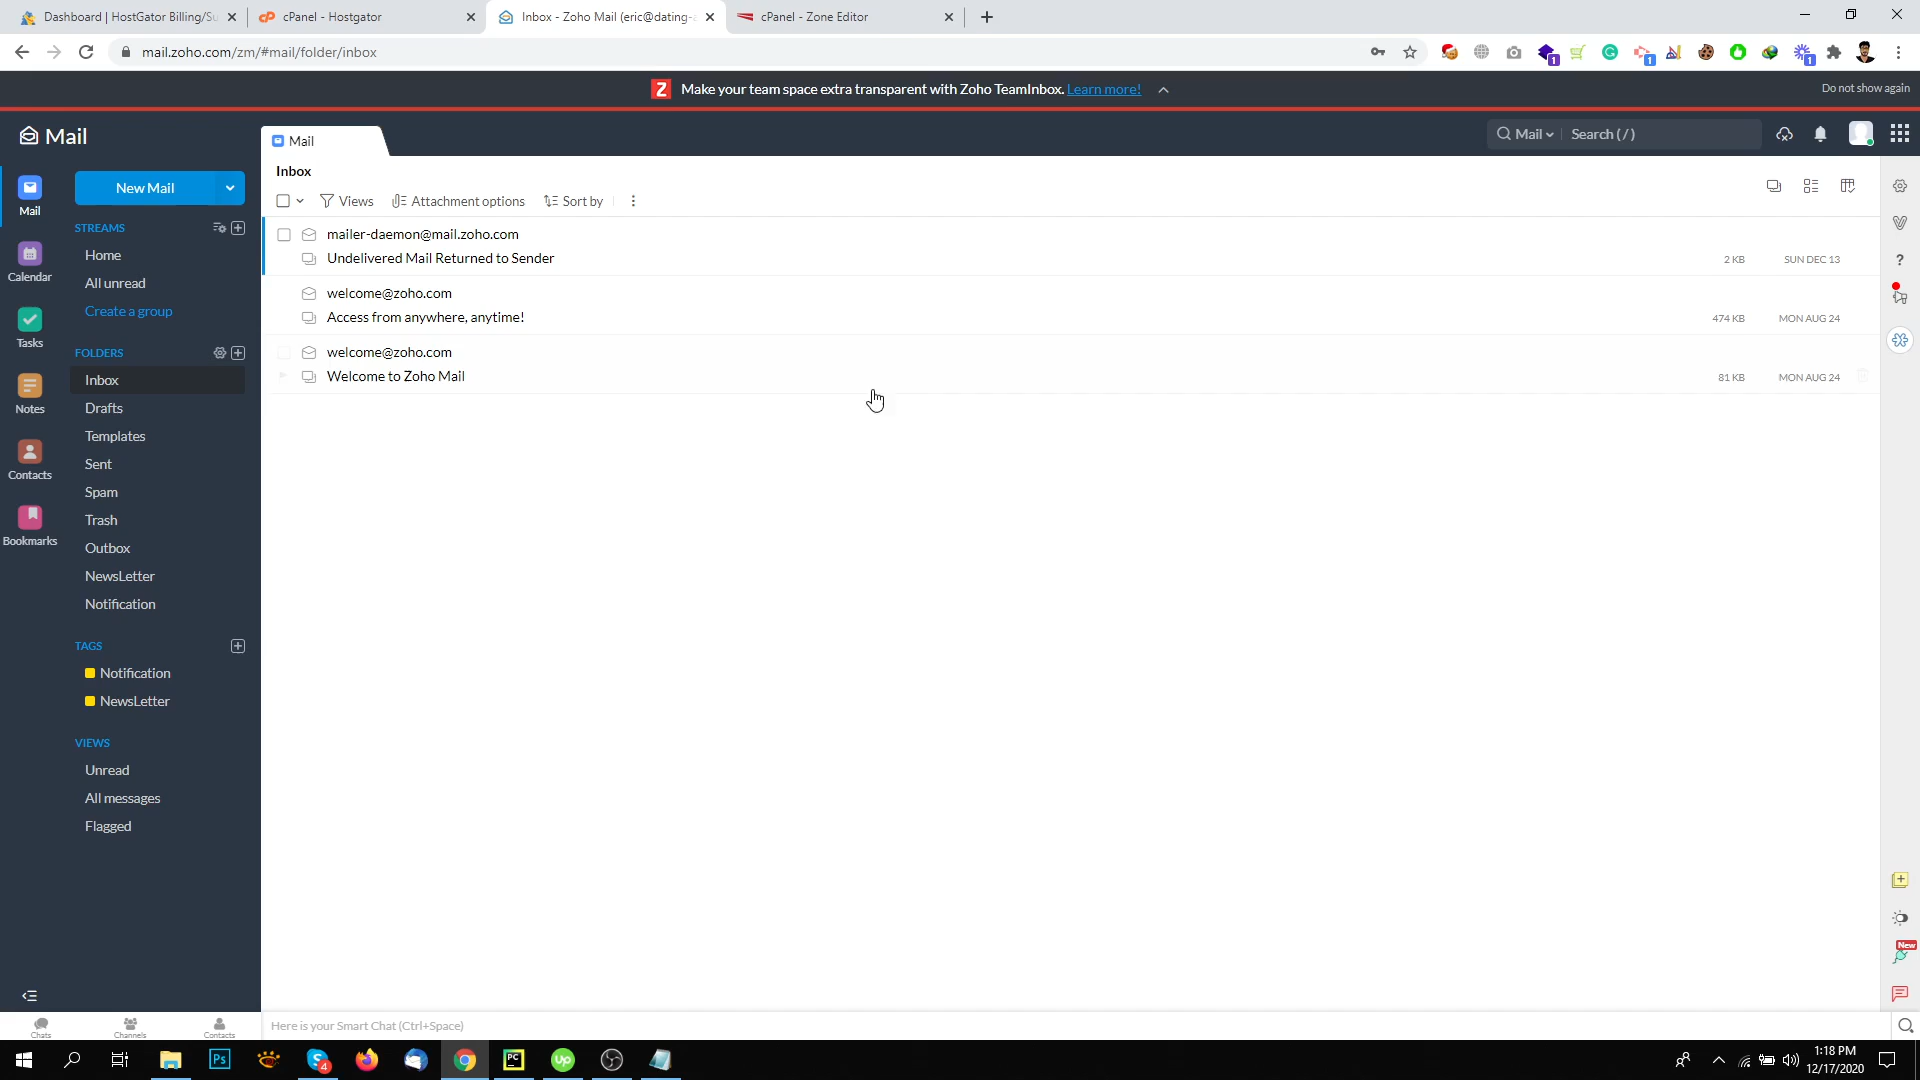 Dashboard | HostGator Billing/Su
cPanel - Hostgator
Inbox - Zoho Mail (eric@dating-
cPanel - Zone Editor
mail.zoho.com/zm/#mail/folder/inbox
Make your team space extra transparent with Zoho TeamInbox. Learn more!
Do not show again
Mail
Mail
Mail
Search ( / )
Inbox
Views
Attachment options
Sort by
New Mail
Mail
Calendar
Tasks
Notes
Contacts
Bookmarks
STREAMS
Home
All unread
Create a group
FOLDERS
Inbox
Drafts
Templates
Sent
Spam
Trash
Outbox
NewsLetter
Notification
TAGS
Notification
NewsLetter
VIEWS
Unread
All messages
Flagged
mailer-daemon@mail.zoho.com
Undelivered Mail Returned to Sender
2 KB
SUN DEC 13
welcome@zoho.com
Access from anywhere, anytime!
474 KB
MON AUG 24
welcome@zoho.com
Welcome to Zoho Mail
81 KB
MON AUG 24
New
Chats
Channels
Contacts
Here is your Smart Chat (Ctrl+Space)
1:18 PM
12/17/2020